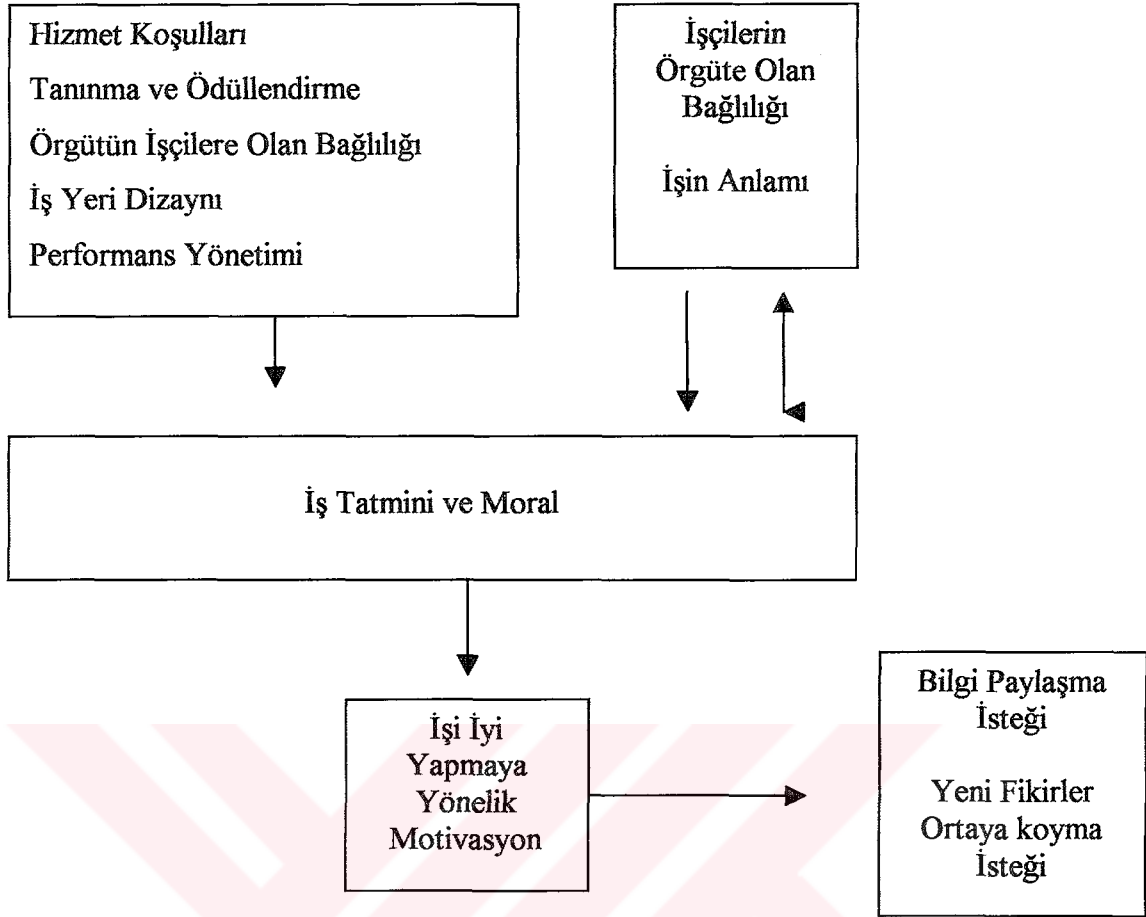 Hizmet Koşulları
Tanınma ve Ödüllendirme
Örgütün İşçilere Olan Bağlılığı
İş Yeri Dizaynı
Performans Yönetimi
İşçilerin
Örgüte Olan
Bağlılığı
İşin Anlamı
İş Tatmini ve Moral
İşi İyi
Yapmaya
Yönelik
Motivasyon
Bilgi Paylaşma
İsteği
Yeni Fikirler
Ortaya koyma
İsteği